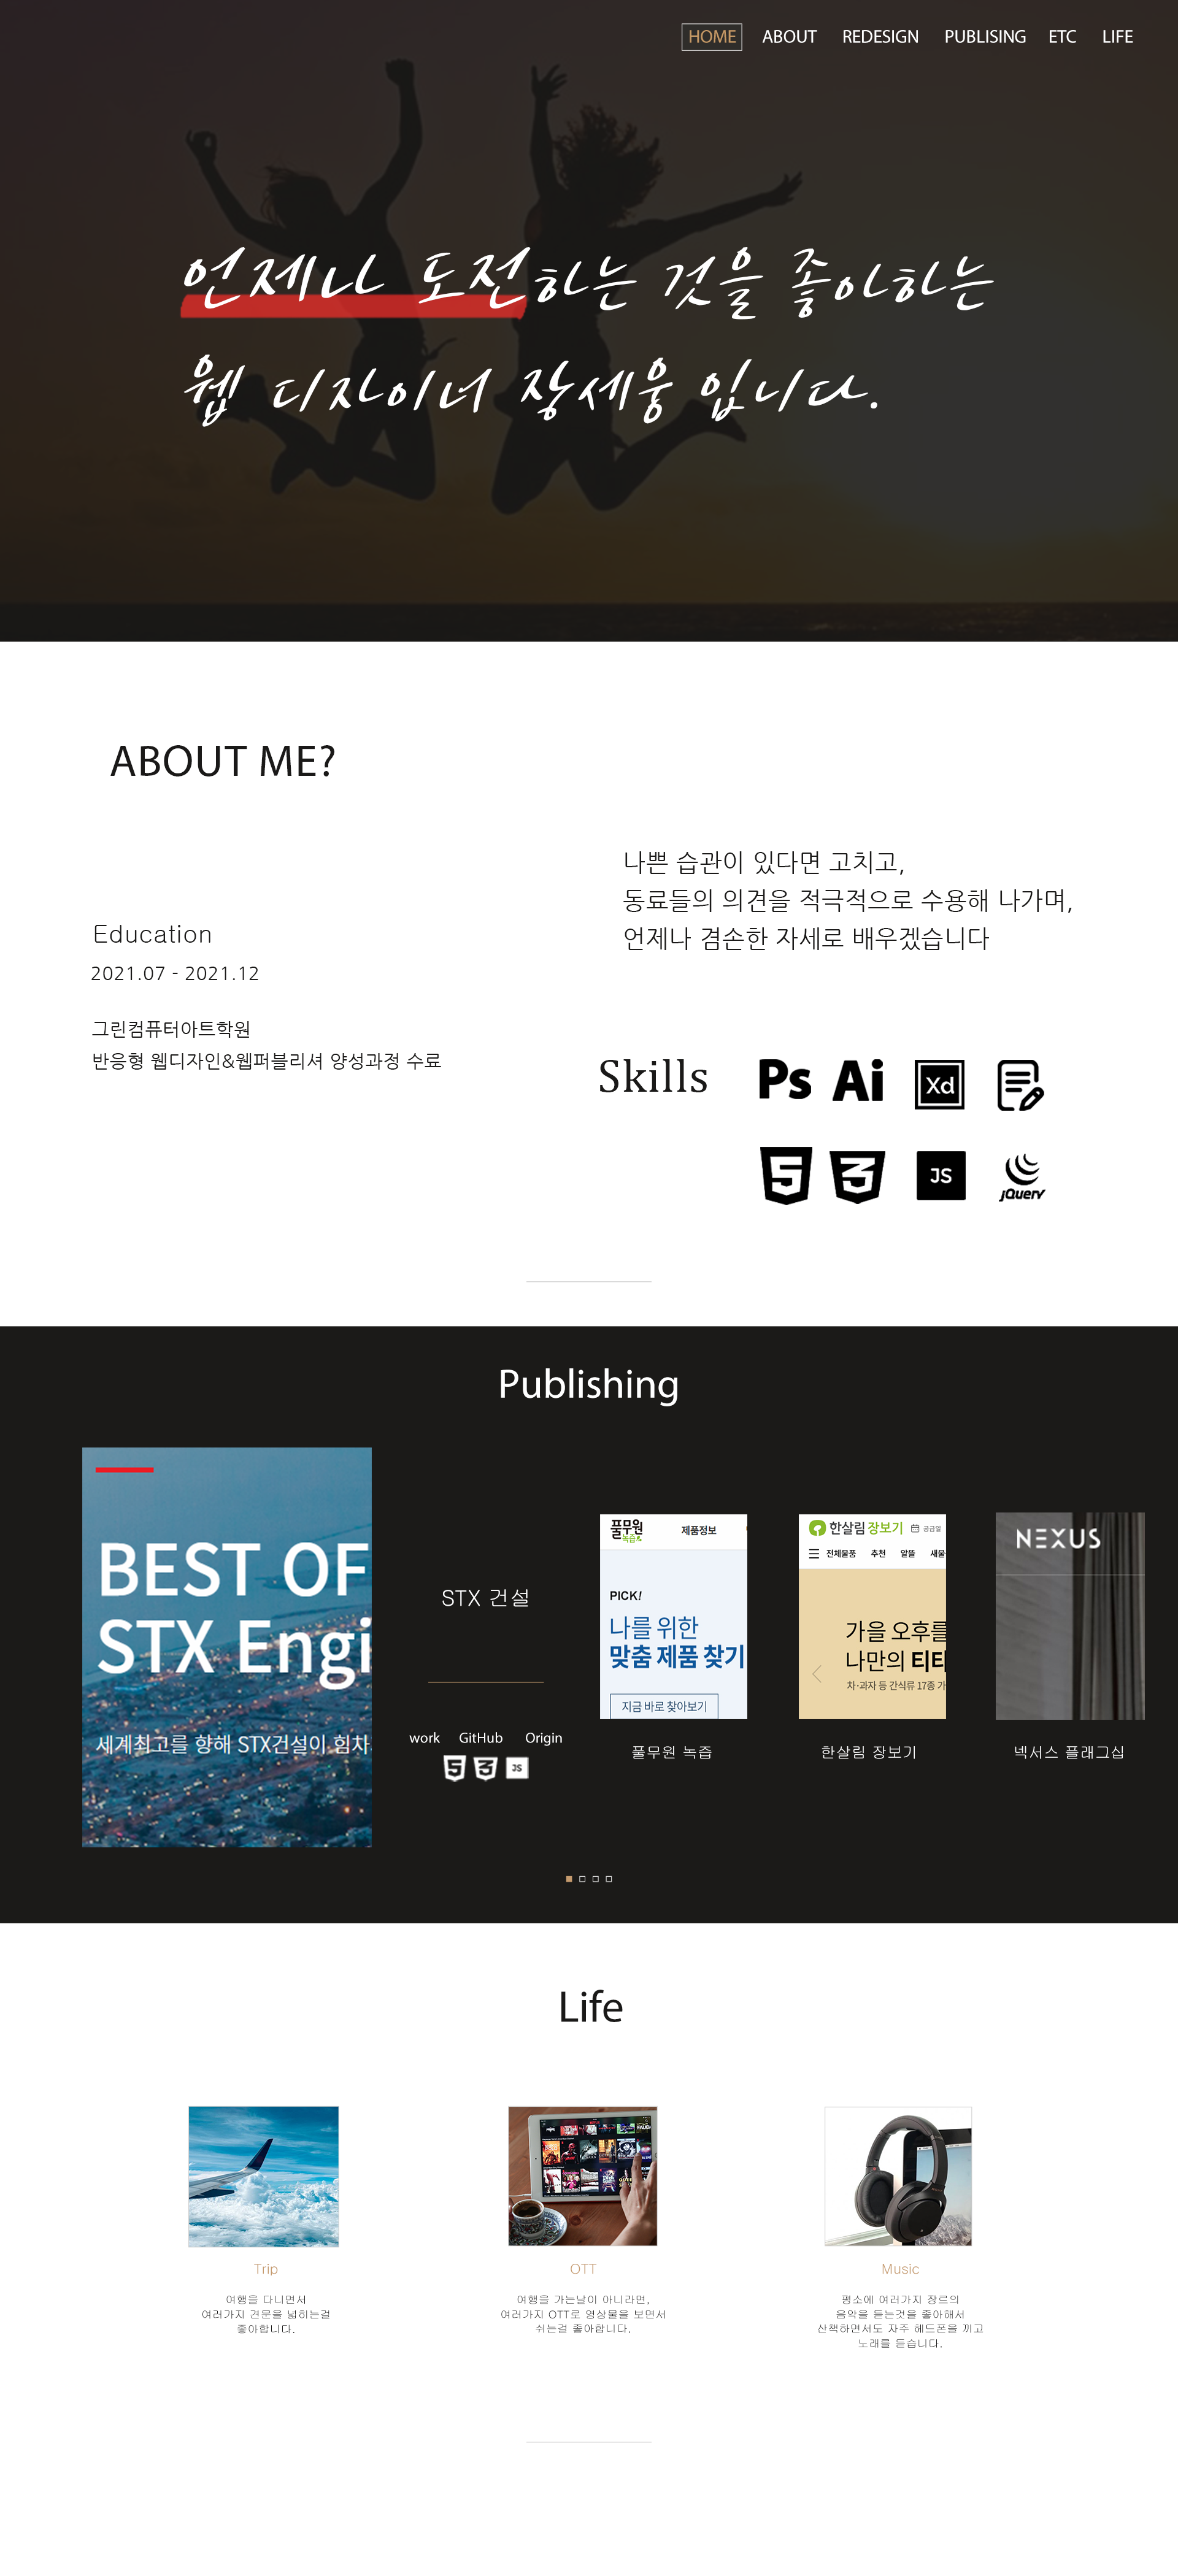 HOME ABOUT REDESIGN PUBLISING ETC LIFE
언제나 도전하는 것을 좋아하는
웹 디자이너 장세웅 입니다.
ABOUT ME?
Education
2021.07 - 2021.12
그린컴퓨터아트학원
반응형 웹디자인&웹퍼블리셔 양성과정 수료
나쁜 습관이 있다면 고치고,
동료들의 의견을 적극적으로 수용해 나가며,
언제나 겸손한 자세로 배우겠습니다
Skills
Ps Ai Xd
5 3 JS jQuery
Publishing
BEST OF
STX Engi
세계최고를 향해 STX건설이 힘차
STX 건설
work GitHub Origin
5 3 JS
풀무원
녹즙
제품정보
PICK!
나를 위한
맞춤 제품 찾기
지금 바로 찾아보기
풀무원 녹즙
한살림 장보기 공급일
전체물품 추천 알뜰 새물
가을 오후를
나만의 티타
차·과자 등 간식류 17종 가
한살림 장보기
NEXUS
넥서스 플래그십
Life
Trip
여행을 다니면서
여러가지 견문을 넓히는걸
좋아합니다.
OTT
여행을 가는날이 아니라면,
여러가지 OTT로 영상물을 보면서
쉬는걸 좋아합니다.
Music
평소에 여러가지 장르의
음악을 듣는것을 좋아해서
산책하면서도 자주 헤드폰을 끼고
노래를 듣습니다.